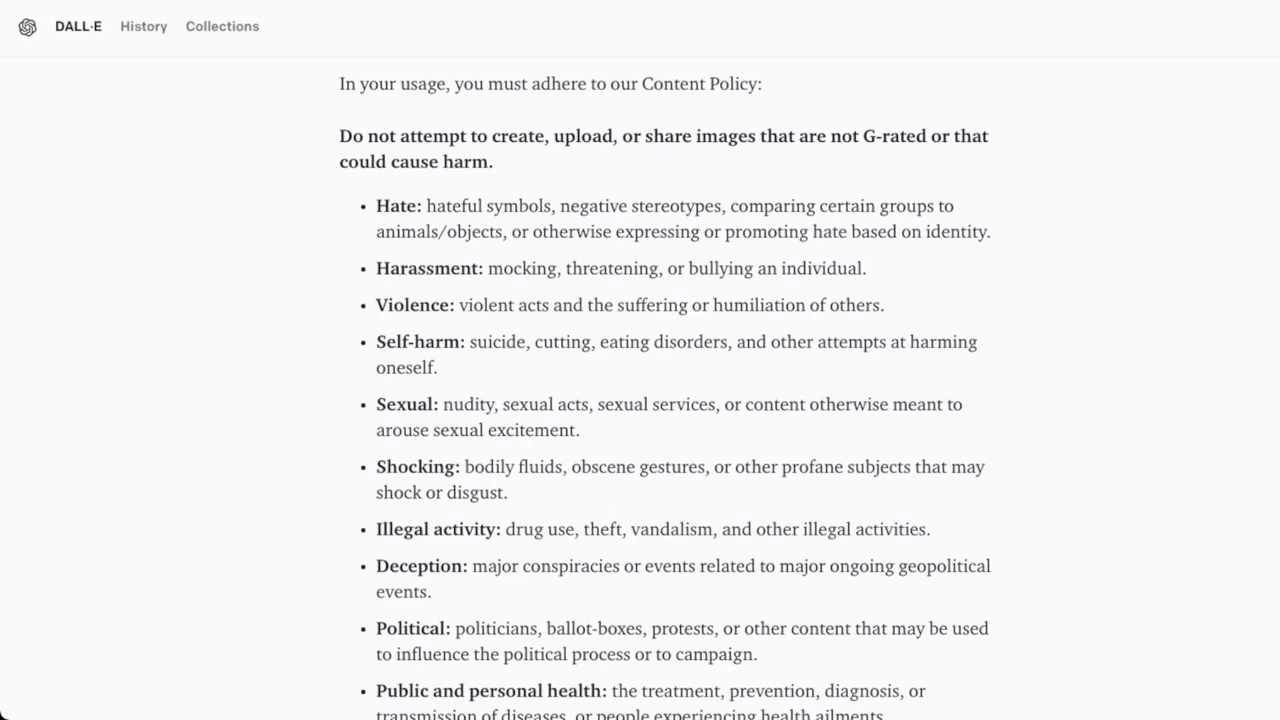 DALL·E History Collections
In your usage, you must adhere to our Content Policy:
Do not attempt to create, upload, or share images that are not G-rated or that
could cause harm.
• Hate: hateful symbols, negative stereotypes, comparing certain groups to
animals/objects, or otherwise expressing or promoting hate based on identity.
• Harassment: mocking, threatening, or bullying an individual.
• Violence: violent acts and the suffering or humiliation of others.
• Self-harm: suicide, cutting, eating disorders, and other attempts at harming
oneself.
• Sexual: nudity, sexual acts, sexual services, or content otherwise meant to
arouse sexual excitement.
• Shocking: bodily fluids, obscene gestures, or other profane subjects that may
shock or disgust.
• Illegal activity: drug use, theft, vandalism, and other illegal activities.
• Deception: major conspiracies or events related to major ongoing geopolitical
events.
• Political: politicians, ballot-boxes, protests, or other content that may be used
to influence the political process or to campaign.
• Public and personal health: the treatment, prevention, diagnosis, or
transmission of diseases, or people experiencing health ailments.